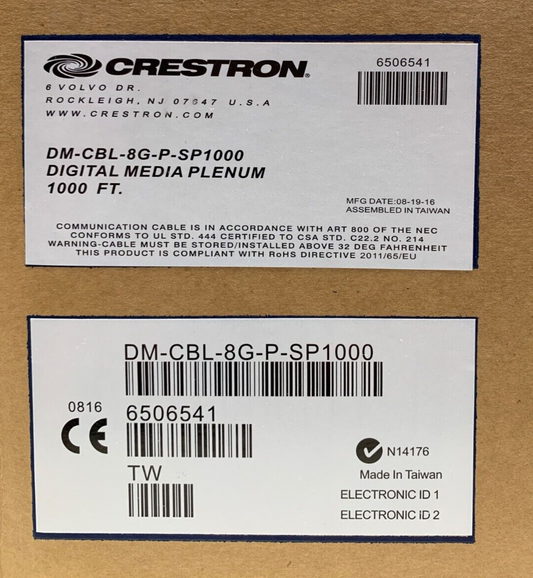 CRESTRON®
6 VOLVO DR.
ROCKLEIGH, NJ 07647 U.S.A
WWW.CRESTRON.COM
6506541
DM-CBL-8G-P-SP1000
DIGITAL MEDIA PLENUM
1000 FT.
MFG DATE:08-19-16
ASSEMBLED IN TAIWAN
COMMUNICATION CABLE IS IN ACCORDANCE WITH ART 800 OF THE NEC
CONFORMS TO UL STD. 444 CERTIFIED TO CSA STD. C22.2 NO. 214
WARNING-CABLE MUST BE STORED/INSTALLED ABOVE 32 DEG FAHRENHEIT
THIS PRODUCT IS COMPLIANT WITH RoHS DIRECTIVE 2011/65/EU
DM-CBL-8G-P-SP1000
0816
CE
6506541
TW
N14176
Made In Taiwan
ELECTRONIC ID 1
ELECTRONIC ID 2